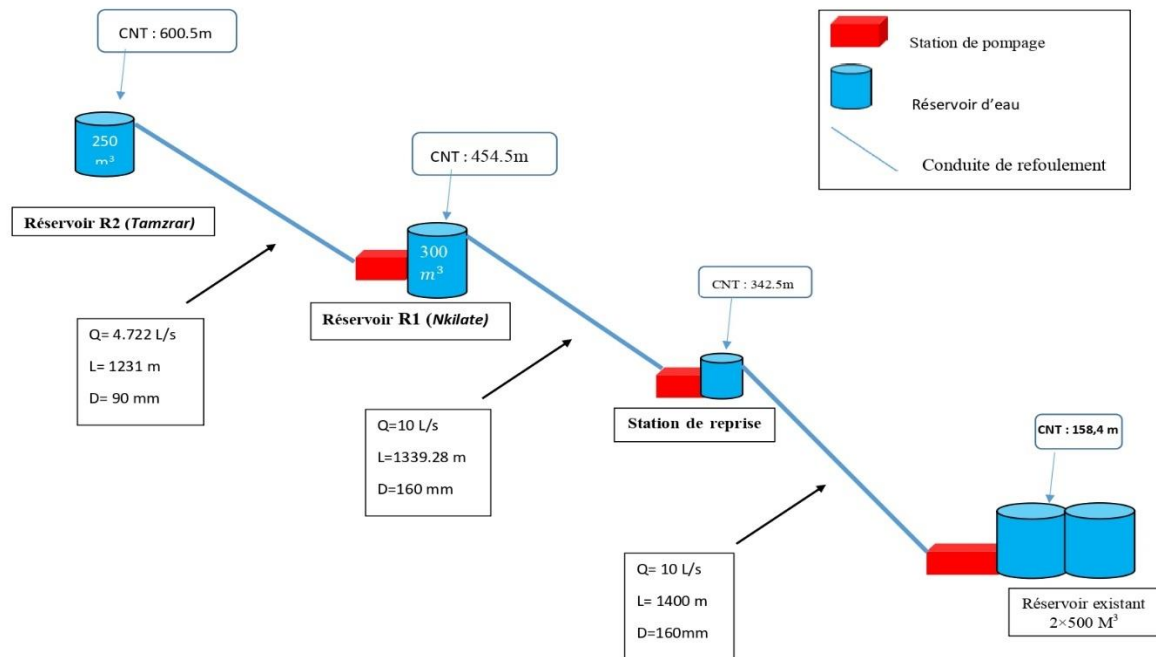 CNT : 600.5m
Station de pompage
Réservoir d'eau
Conduite de refoulement
250
m³
CNT : 454.5m
Réservoir R2 (Tamzrar)
300
m³
CNT : 342.5m
Réservoir R1 (Nkilate)
Q= 4.722 L/s
L= 1231 m
D= 90 mm
Station de reprise
Q=10 L/s
L=1339.28 m
D=160 mm
CNT : 158,4 m
Q= 10 L/s
L= 1400 m
D=160mm
Réservoir existant
2×500 M³